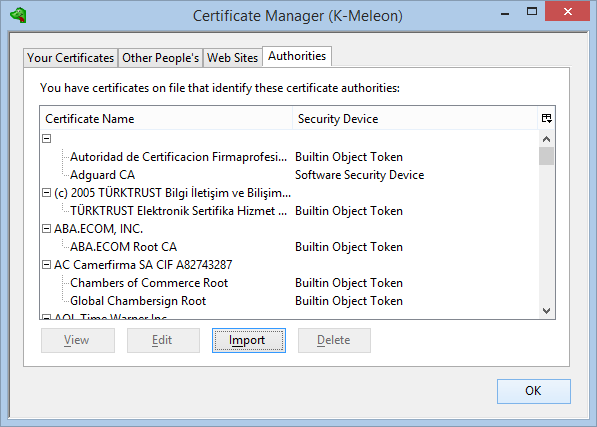 Certificate Manager (K-Meleon)
Your Certificates Other People's Web Sites Authorities
You have certificates on file that identify these certificate authorities:
Certificate Name Security Device
Autoridad de Certificacion Firmaprofesi... Builtin Object Token
Adguard CA Software Security Device
(c) 2005 TÜRKTRUST Bilgi İletişim ve Bilişim...
TÜRKTRUST Elektronik Sertifika Hizmet ... Builtin Object Token
ABA.ECOM, INC.
ABA.ECOM Root CA Builtin Object Token
AC Camerfirma SA CIF A82743287
Chambers of Commerce Root Builtin Object Token
Global Chambersign Root Builtin Object Token
AOL Time Warner Inc.
View Edit Import Delete
OK